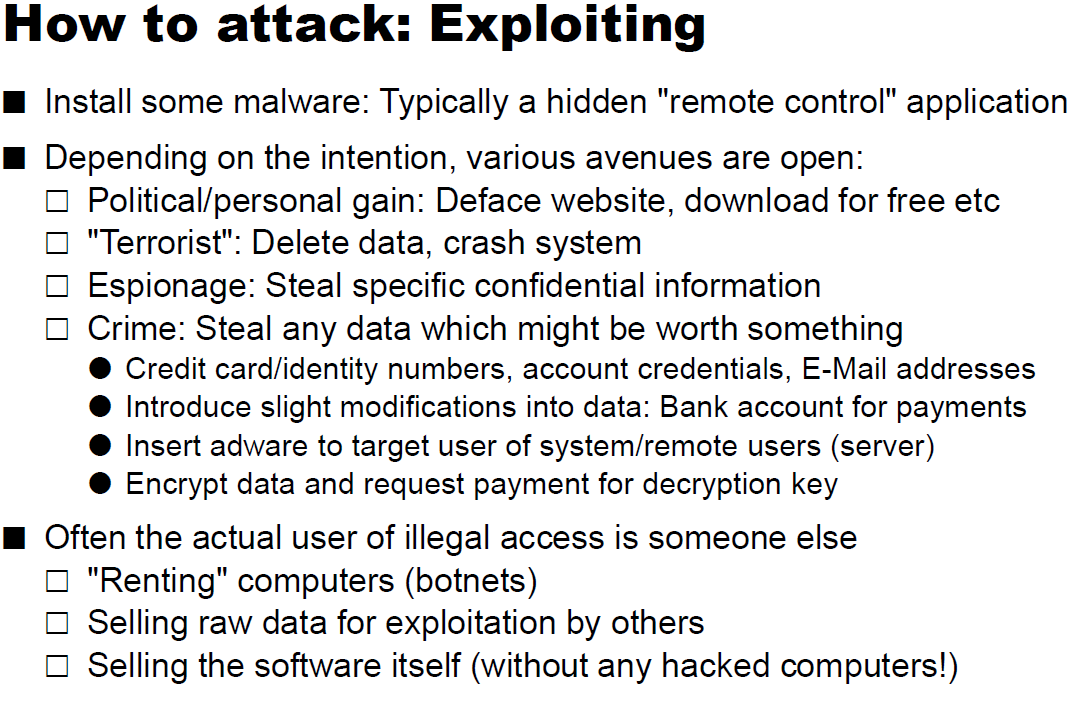 How to attack: Exploiting
■ Install some malware: Typically a hidden "remote control" application
■ Depending on the intention, various avenues are open:
□ Political/personal gain: Deface website, download for free etc
□ "Terrorist": Delete data, crash system
□ Espionage: Steal specific confidential information
□ Crime: Steal any data which might be worth something
● Credit card/identity numbers, account credentials, E-Mail addresses
● Introduce slight modifications into data: Bank account for payments
● Insert adware to target user of system/remote users (server)
● Encrypt data and request payment for decryption key
■ Often the actual user of illegal access is someone else
□ "Renting" computers (botnets)
□ Selling raw data for exploitation by others
□ Selling the software itself (without any hacked computers!)